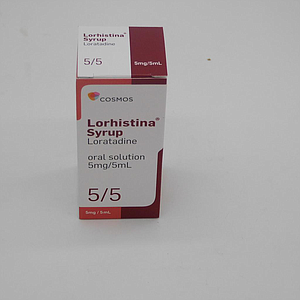 Lorhistina®
Syrup
Loratadine
5/5
5mg/5mL
COSMOS
Lorhistina®
Syrup
Loratadine
oral solution
5mg/5mL
5/5
5mg / 5mL